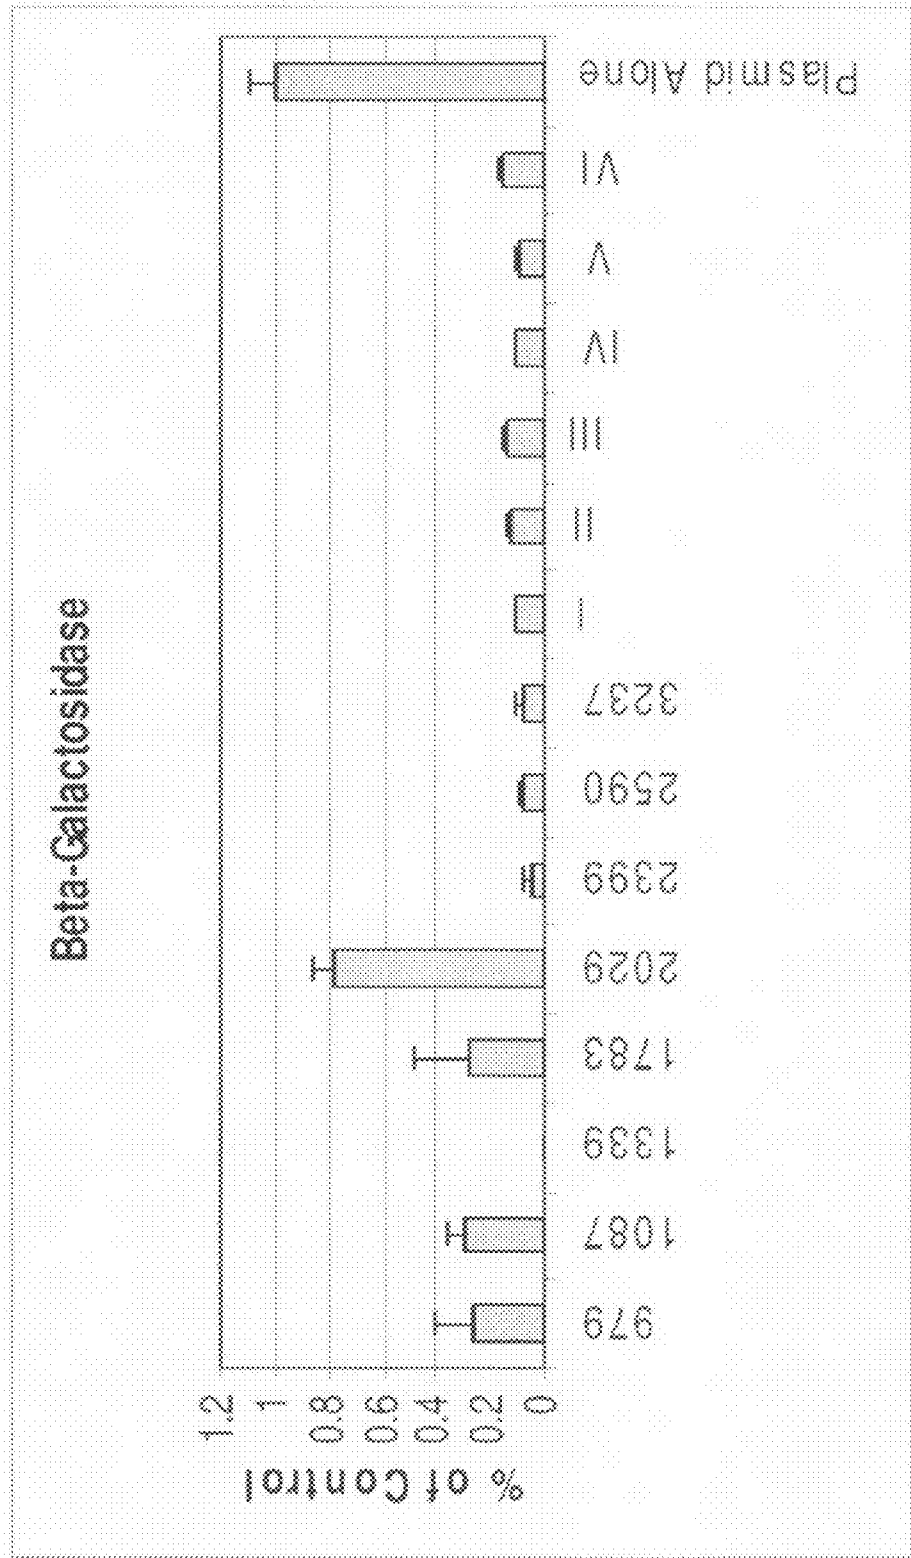 Beta-Galactosidase
% of Control
1.2
1
0.8
0.6
0.4
0.2
0
979
1087
1339
1783
2029
2399
2590
3237
I
II
III
IV
V
VI
Plasmid Alone